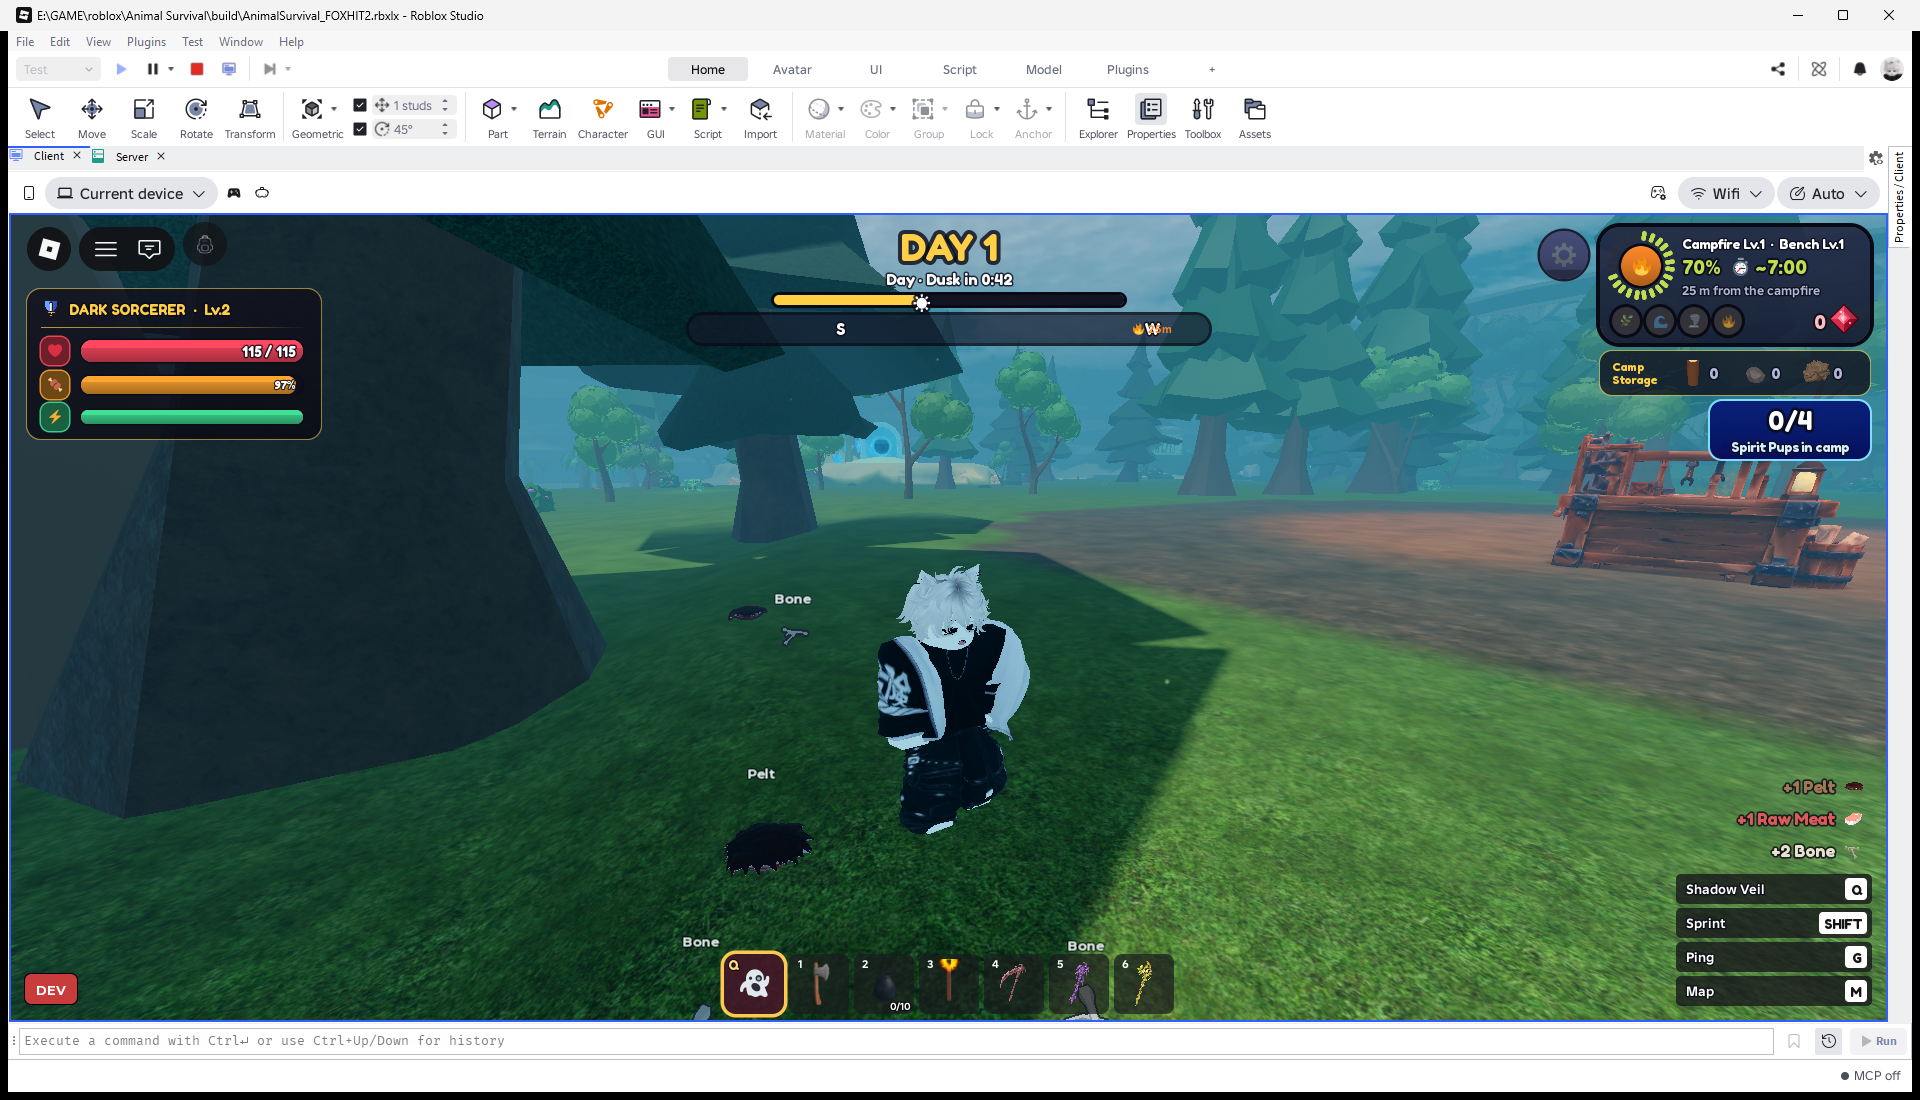 E:\GAME\roblox\Animal Survival\build\AnimalSurvival_FOXHIT2.rbxlx - Roblox Studio
File Edit View Plugins Test Window Help
Test
Home Avatar UI Script Model Plugins +
1 studs
45°
Select Move Scale Rotate Transform Geometric Part Terrain Character GUI Script Import Material Color Group Lock Anchor Explorer Properties Toolbox Assets
Client Server
Properties / Client
Current device
Wifi
Auto
DAY 1
Day · Dusk in 0:42
S W
DARK SORCERER · Lv.2
115 / 115
97%
Campfire Lv.1 · Bench Lv.1
70% ~7:00
25 m from the campfire
0
Camp Storage 0 0 0
0/4
Spirit Pups in camp
Bone
Pelt
Bone
Bone
+1 Pelt
+1 Raw Meat
+2 Bone
Shadow Veil Q
Sprint SHIFT
Ping G
Map M
Q 1 2 3 4 5 6
0/10
DEV
Execute a command with Ctrl↵ or use Ctrl+Up/Down for history
Run
MCP off